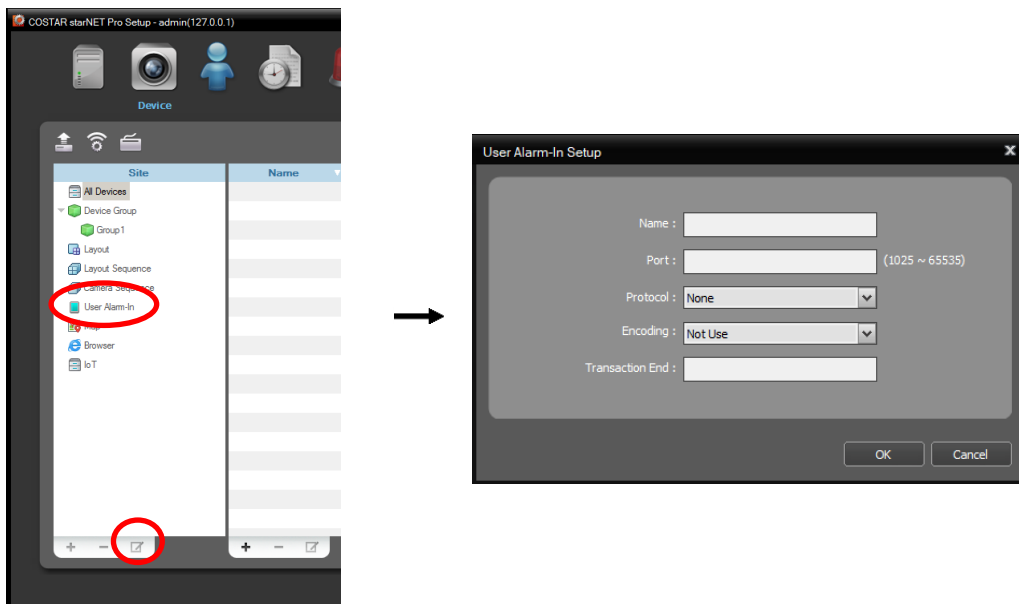 COSTAR starNET Pro Setup - admin(127.0.0.1)
Device
Site
Name
All Devices
Device Group
Group1
Layout
Layout Sequence
Camera Sequence
User Alarm-In
Map
Browser
IoT
User Alarm-In Setup
Name :
Port :
(1025 ~ 65535)
Protocol :
None
Encoding :
Not Use
Transaction End :
OK
Cancel